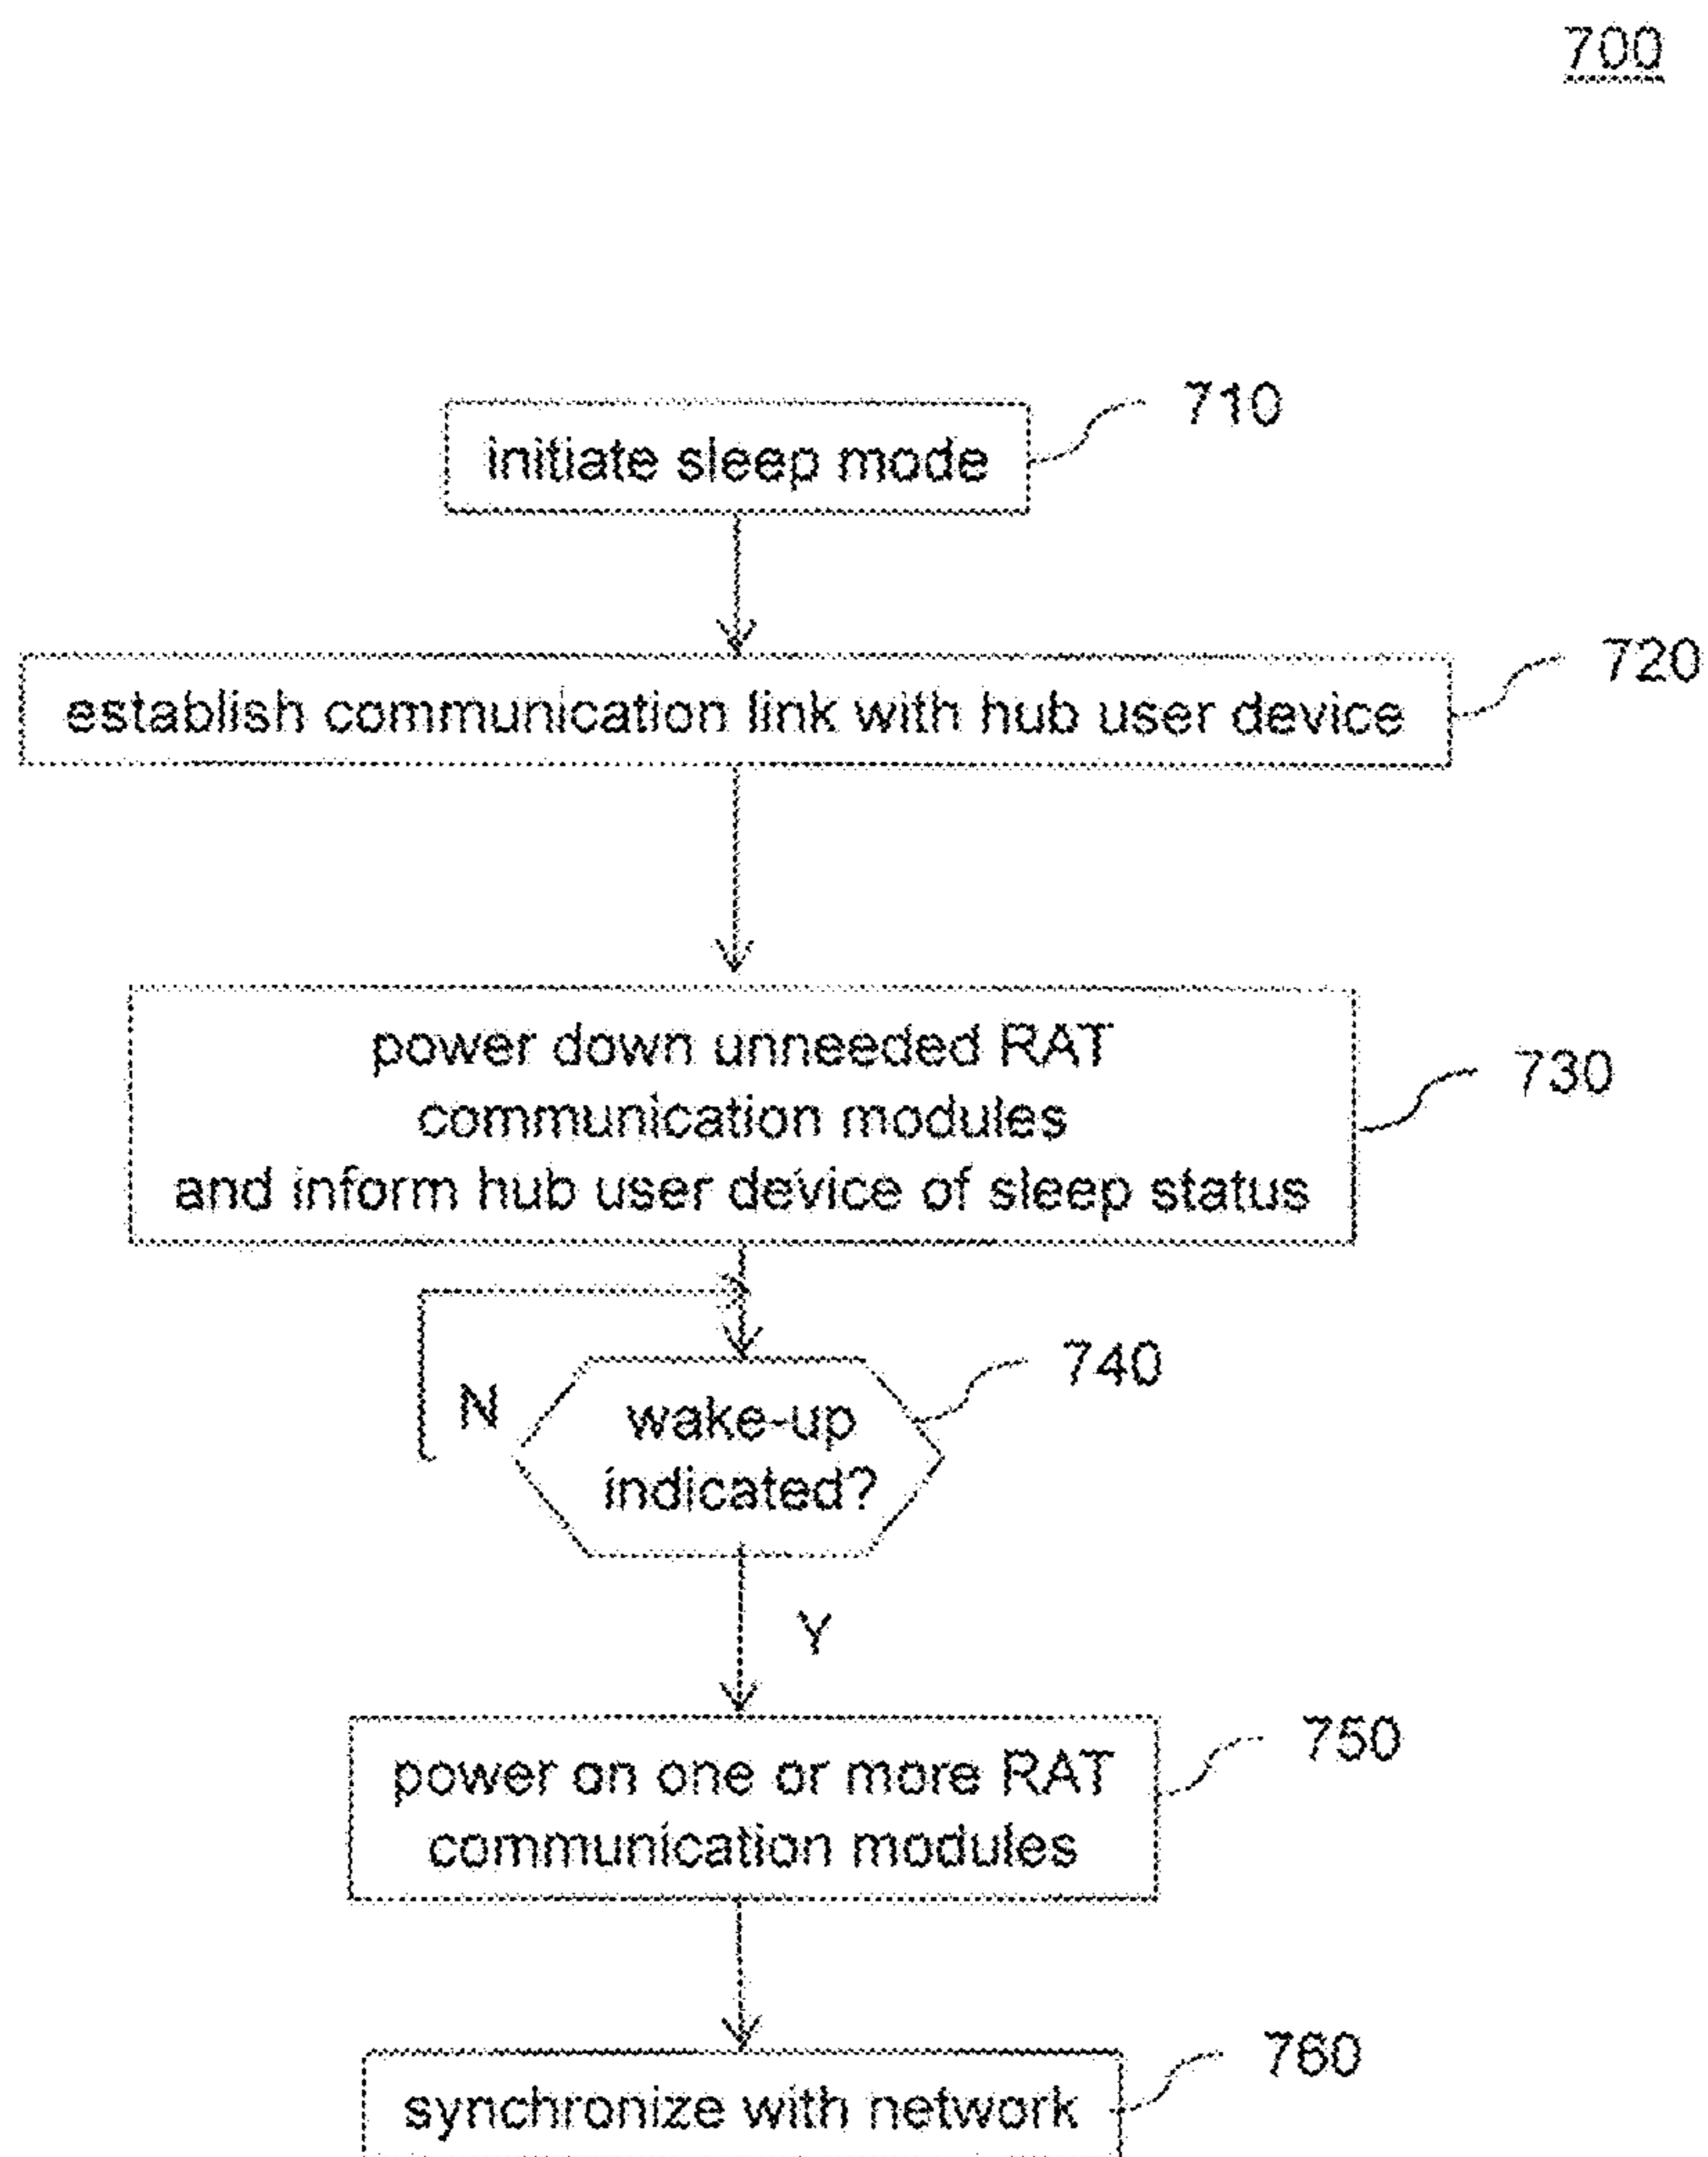 700
710
initiate sleep mode
720
establish communication link with hub user device
power down unneeded RAT
730
communication modules
and inform hub user device of sleep status
740
N
wake-up
indicated?
Y
750
power on one or more RAT
communication modules
760
synchronize with network